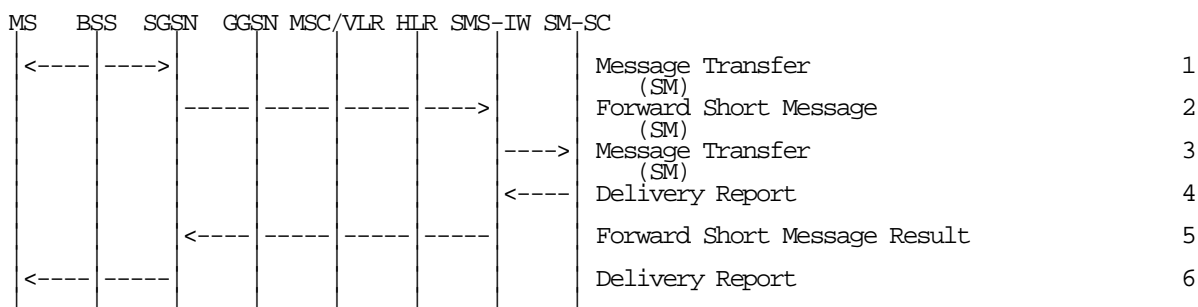 MS BSS SGSN GGSN MSC/VLR HLR SMS-IW SM-SC
<---- ----> Message Transfer 1
(SM)
----- ----- ----- ----> Forward Short Message 2
(SM)
----> Message Transfer 3
(SM)
<---- Delivery Report 4
<---- ----- ----- ----- Forward Short Message Result 5
<---- ----- Delivery Report 6